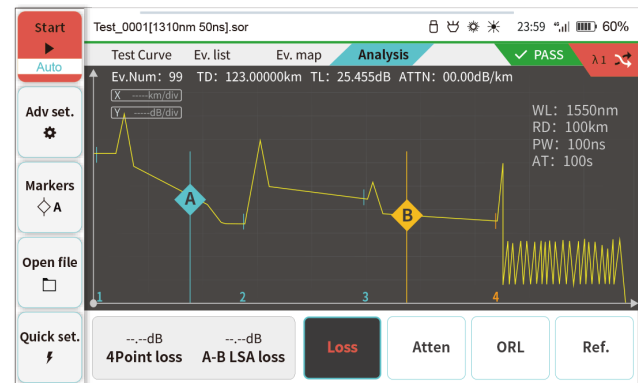 Start
Auto
Adv set.
Markers
A
Open file
Quick set.
Test_0001[1310nm 50ns].sor
23:59
60%
Test Curve Ev. list Ev. map Analysis
PASS
λ1
Ev.Num: 99 TD: 123.00000km TL: 25.455dB ATTN: 00.00dB/km
X -----km/div
Y -----dB/div
WL: 1550nm
RD: 100km
PW: 100ns
AT: 100s
A
B
1 2 3 4
--.--dB
4Point loss
--.--dB
A-B LSA loss
Loss
Atten
ORL
Ref.